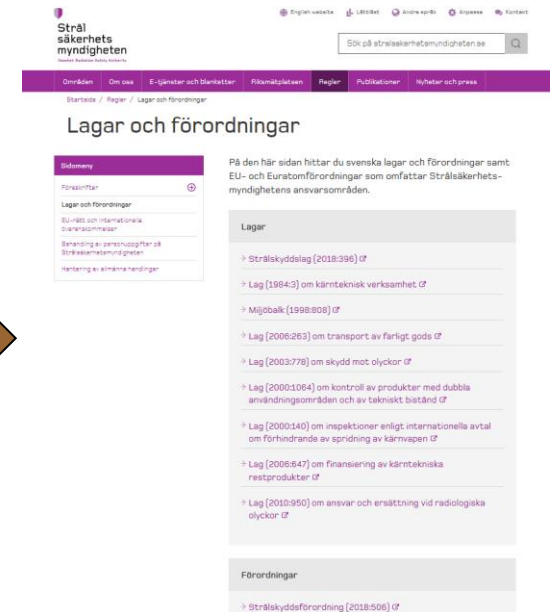 Strål
säkerhets
myndigheten
Swedish Radiation Safety Authority
English website
Lättläst
Andra språk
Anpassa
Kontakt
Sök på stralsakerhetsmyndigheten.se
Områden
Om oss
E-tjänster och blanketter
Riksmätplatsen
Regler
Publikationer
Nyheter och press
Startsida / Regler / Lagar och förordningar
Lagar och förordningar
Sidomeny
Föreskrifter
Lagar och förordningar
EU-rätt och internationella
överenskommelser
Behandling av personuppgifter på
Strålsäkerhetsmyndigheten
Hantering av allmänna handlingar
På den här sidan hittar du svenska lagar och förordningar samt
EU- och Euratomförordningar som omfattar Strålsäkerhets-
myndighetens ansvarsområden.
Lagar
Strålskyddslag (2018:396)
Lag (1984:3) om kärnteknisk verksamhet
Miljöbalk (1998:808)
Lag (2006:263) om transport av farligt gods
Lag (2003:778) om skydd mot olyckor
Lag (2000:1064) om kontroll av produkter med dubbla
användningsområden och av tekniskt bistånd
Lag (2000:140) om inspektioner enligt internationella avtal
om förhindrande av spridning av kärnvapen
Lag (2006:647) om finansiering av kärntekniska
restprodukter
Lag (2010:950) om ansvar och ersättning vid radiologiska
olyckor
Förordningar
Strålskyddsförordning (2018:506)